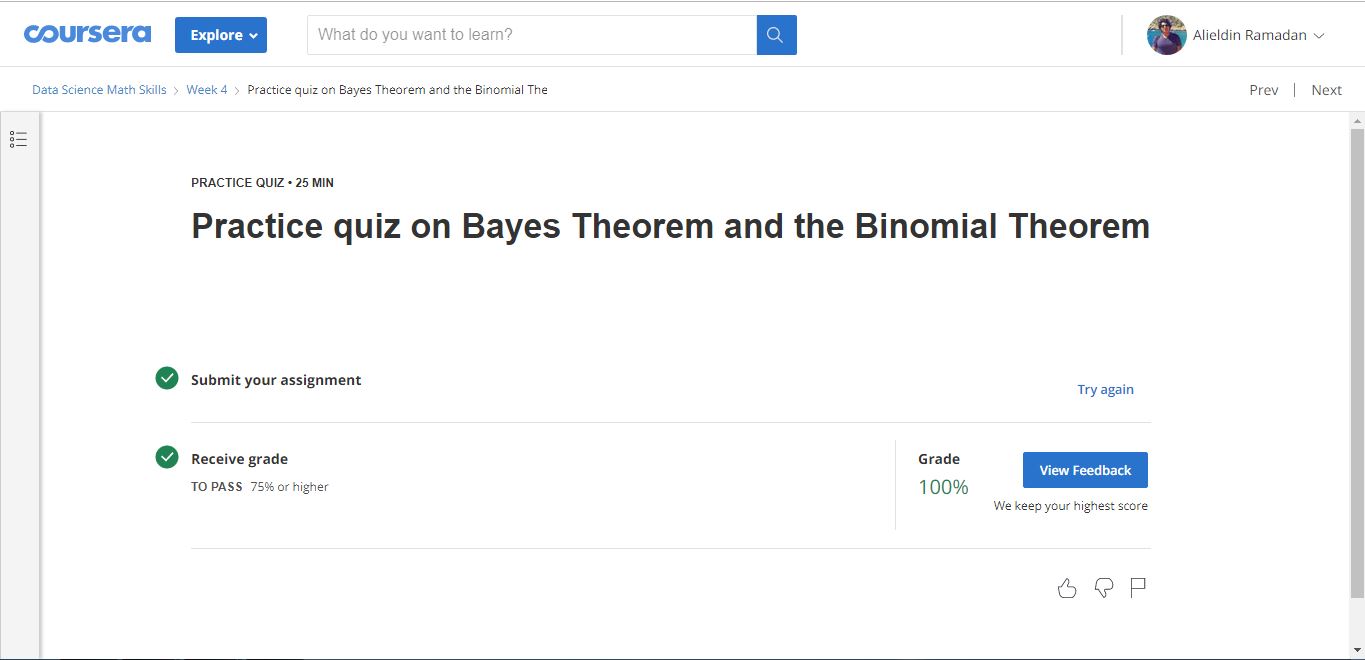 coursera Explore What do you want to learn? Alieldin Ramadan
Data Science Math Skills > Week 4 > Practice quiz on Bayes Theorem and the Binomial The Prev | Next
PRACTICE QUIZ • 25 MIN
Practice quiz on Bayes Theorem and the Binomial Theorem
Submit your assignment
Try again
Receive grade
TO PASS 75% or higher
Grade
100%
View Feedback
We keep your highest score